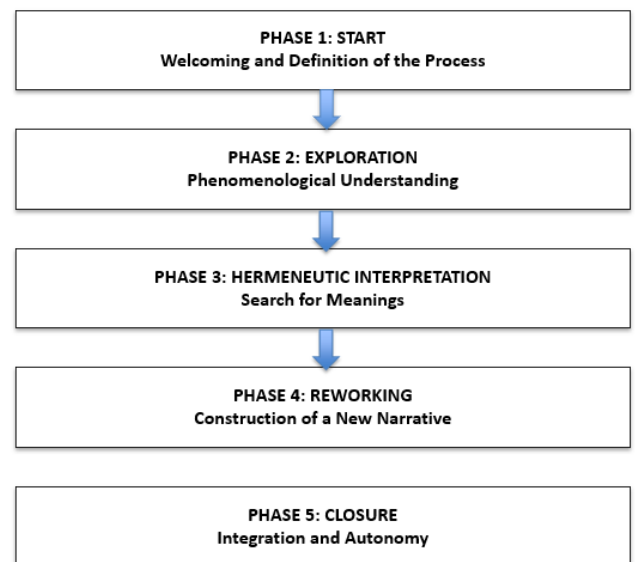 PHASE 1: START
Welcoming and Definition of the Process
PHASE 2: EXPLORATION
Phenomenological Understanding
PHASE 3: HERMENEUTIC INTERPRETATION
Search for Meanings
PHASE 4: REWORKING
Construction of a New Narrative
PHASE 5: CLOSURE
Integration and Autonomy